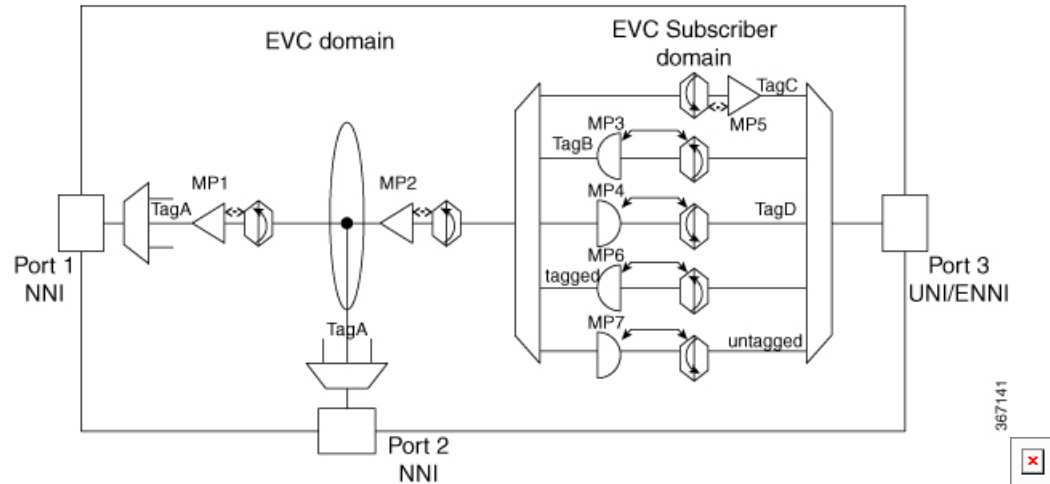 EVC domain
EVC Subscriber
domain
TagC
MP5
MP3
TagB
MP1
TagA
MP2
MP4
TagD
MP6
tagged
MP7
untagged
Port 1
NNI
Port 3
UNI/ENNI
TagA
Port 2
NNI
367141